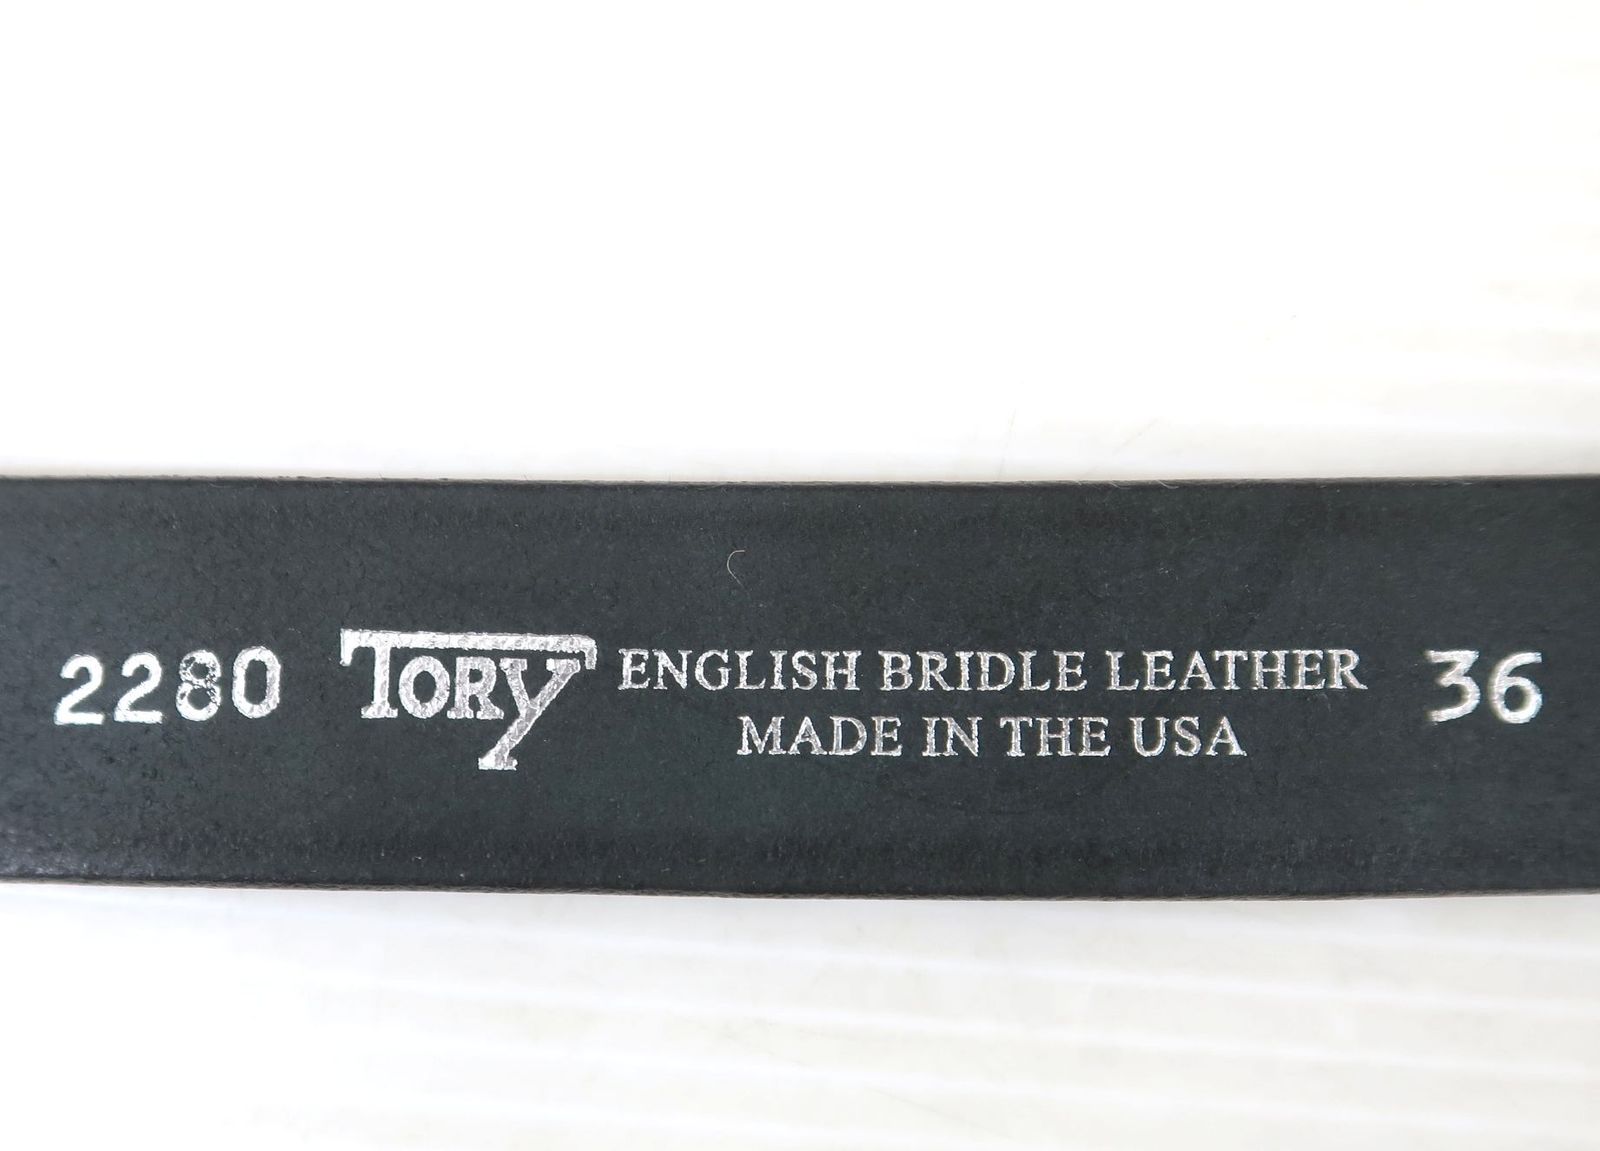 2280 TORY ENGLISH BRIDLE LEATHER 36
MADE IN THE USA